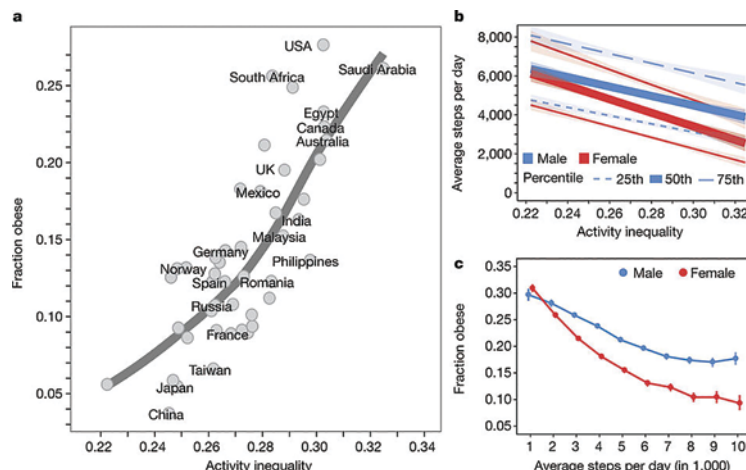 a
Fraction obese
0.25
0.20
0.15
0.10
0.05
USA
South Africa
Saudi Arabia
Egypt
Canada
Australia
UK
Mexico
India
Malaysia
Germany
Philippines
Norway
Spain
Romania
Russia
France
Taiwan
Japan
China
0.22 0.24 0.26 0.28 0.30 0.32 0.34
Activity inequality
b
Average steps per day
8,000
6,000
4,000
2,000
0
Male Female
Percentile 25th 50th 75th
0.22 0.24 0.26 0.28 0.30 0.32
Activity inequality
c
Fraction obese
Male Female
0.35
0.30
0.25
0.20
0.15
0.10
0.05
1 2 3 4 5 6 7 8 9 10
Average steps per day (in 1,000)